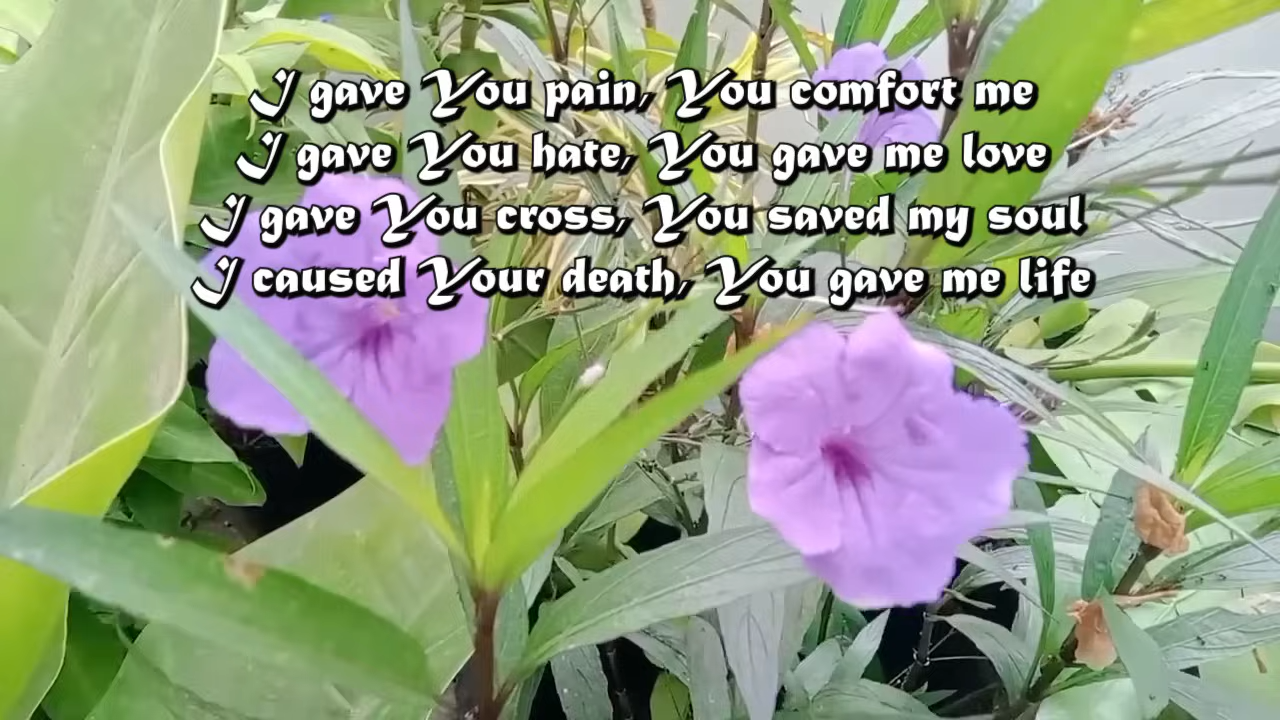 I gave You pain, You comfort me
I gave You hate, You gave me love
I gave You cross, You saved my soul
I caused Your death, You gave me life